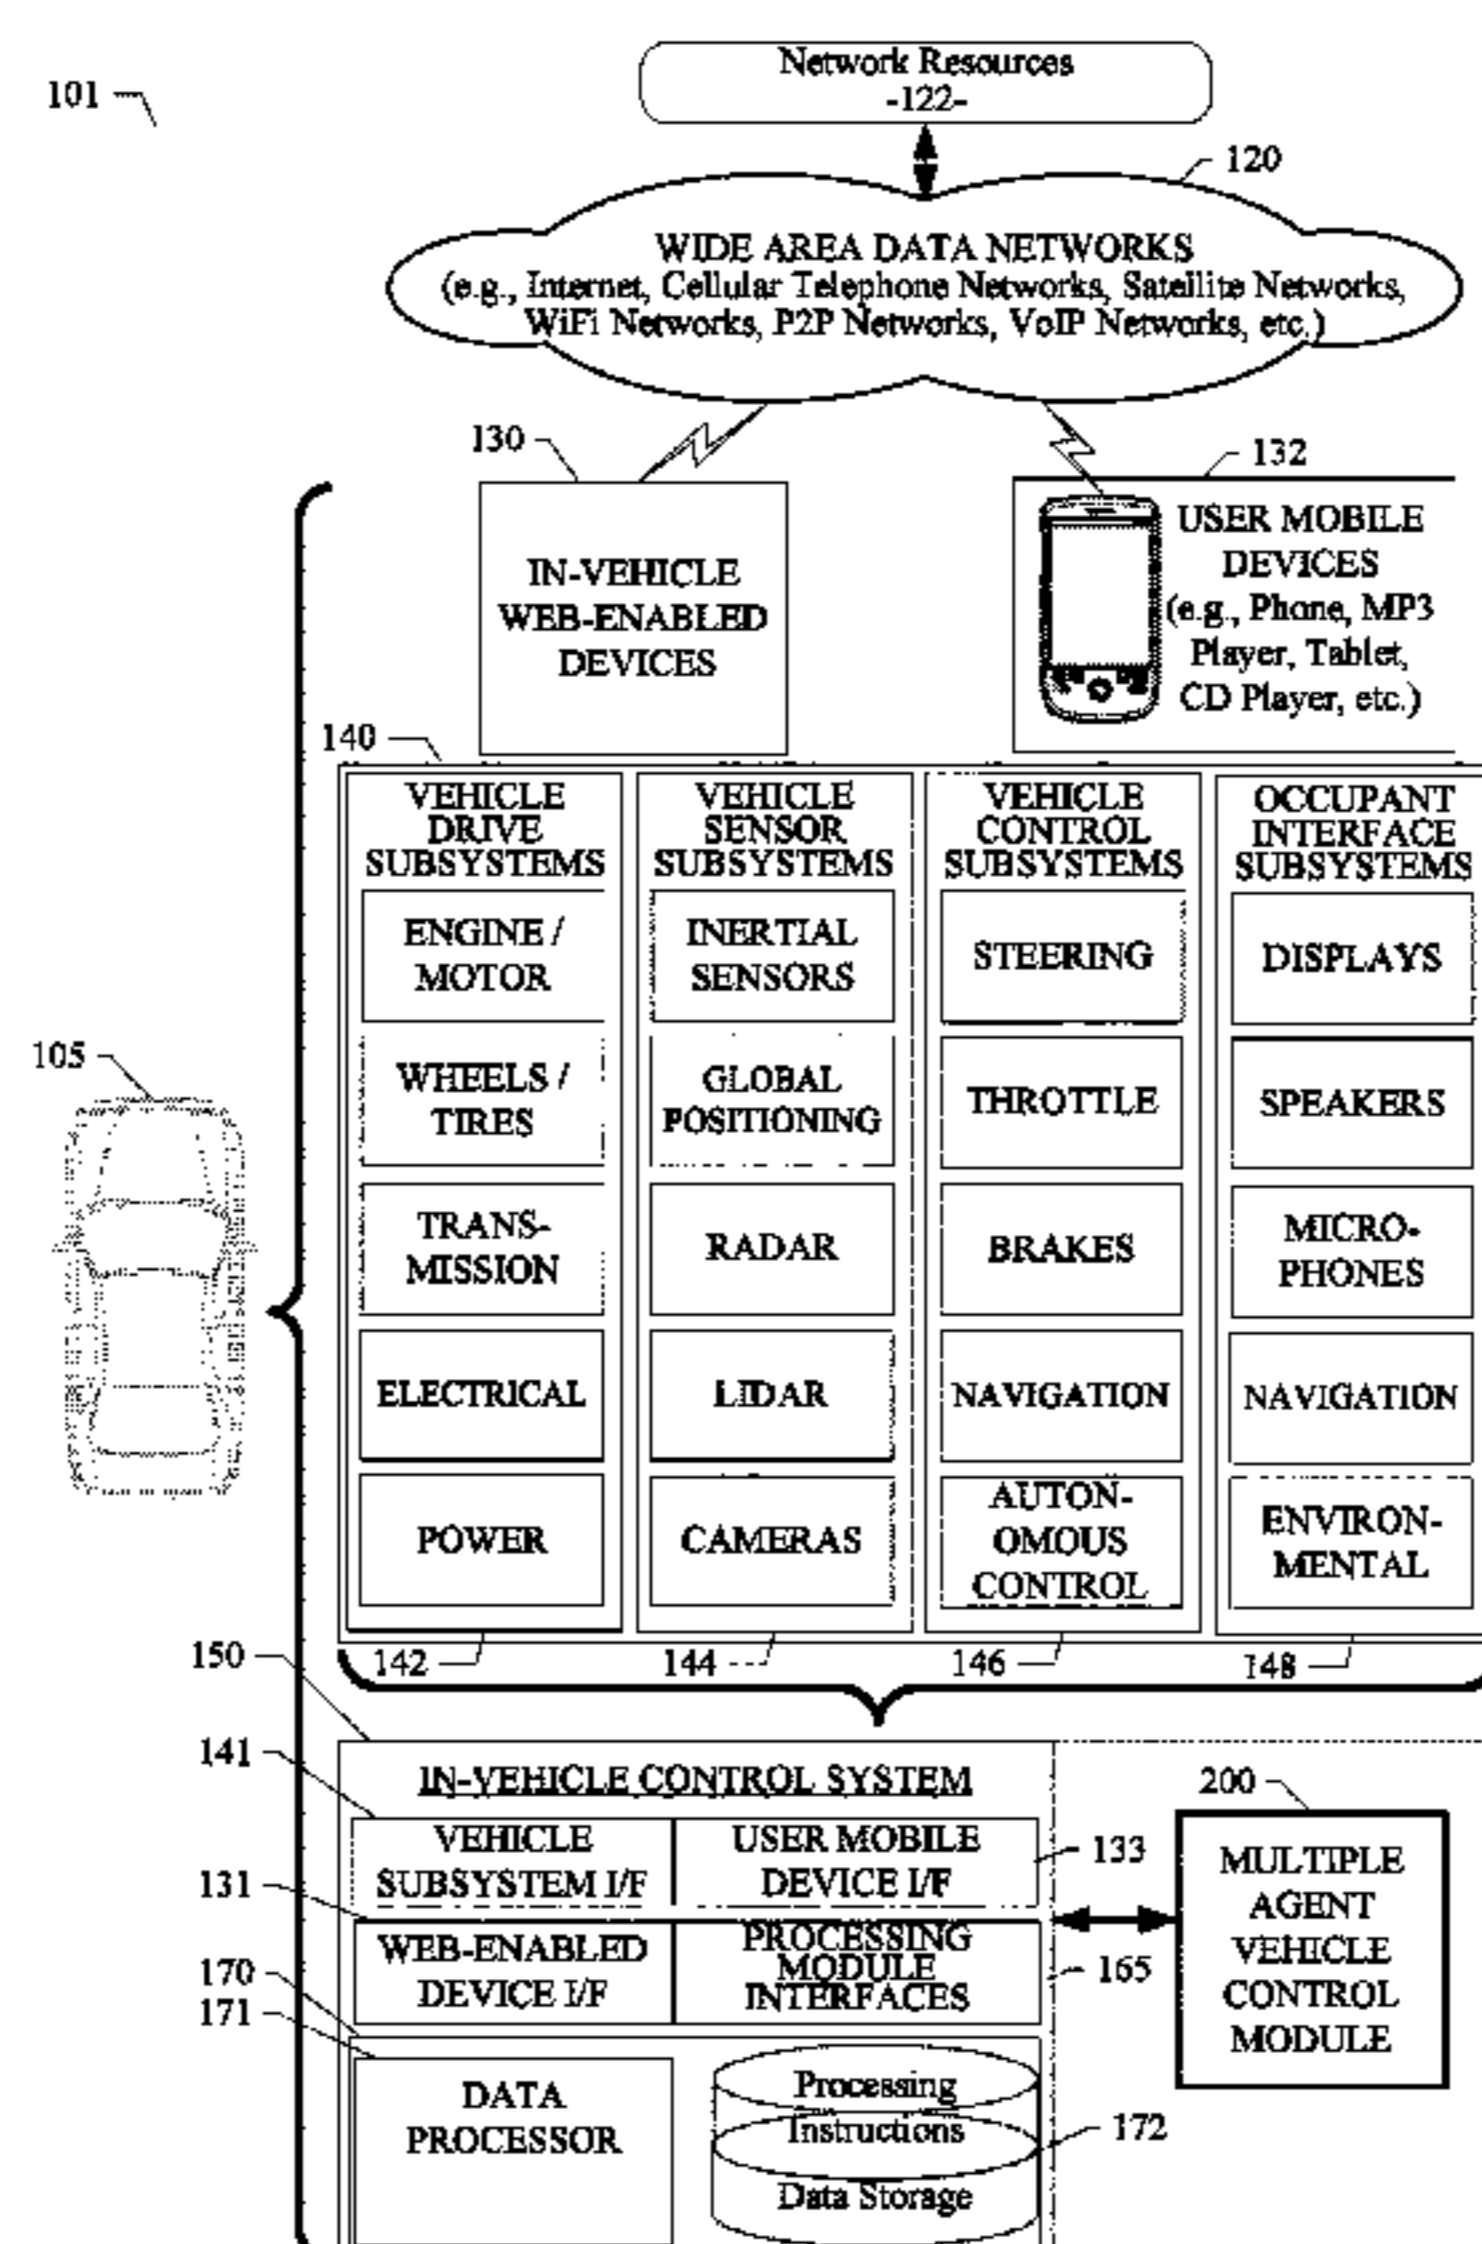 101
Network Resources
-122-
120
WIDE AREA DATA NETWORKS
(e.g., Internet, Cellular Telephone Networks, Satellite Networks,
WiFi Networks, P2P Networks, VoIP Networks, etc.)
130
132
IN-VEHICLE
WEB-ENABLED
DEVICES
USER MOBILE
DEVICES
(e.g., Phone, MP3
Player, Tablet,
CD Player, etc.)
140
VEHICLE
DRIVE
SUBSYSTEMS
ENGINE /
MOTOR
WHEELS /
TIRES
TRANS-
MISSION
ELECTRICAL
POWER
142
VEHICLE
SENSOR
SUBSYSTEMS
INERTIAL
SENSORS
GLOBAL
POSITIONING
RADAR
LIDAR
CAMERAS
144
VEHICLE
CONTROL
SUBSYSTEMS
STEERING
THROTTLE
BRAKES
NAVIGATION
AUTON-
OMOUS
CONTROL
146
OCCUPANT
INTERFACE
SUBSYSTEMS
DISPLAYS
SPEAKERS
MICRO-
PHONES
NAVIGATION
ENVIRON-
MENTAL
148
105
150
IN-VEHICLE CONTROL SYSTEM
141
VEHICLE
SUBSYSTEM I/F
USER MOBILE
DEVICE I/F
133
131
WEB-ENABLED
DEVICE I/F
PROCESSING
MODULE
INTERFACES
165
170
171
DATA
PROCESSOR
Processing
Instructions
Data Storage
172
200
MULTIPLE
AGENT
VEHICLE
CONTROL
MODULE